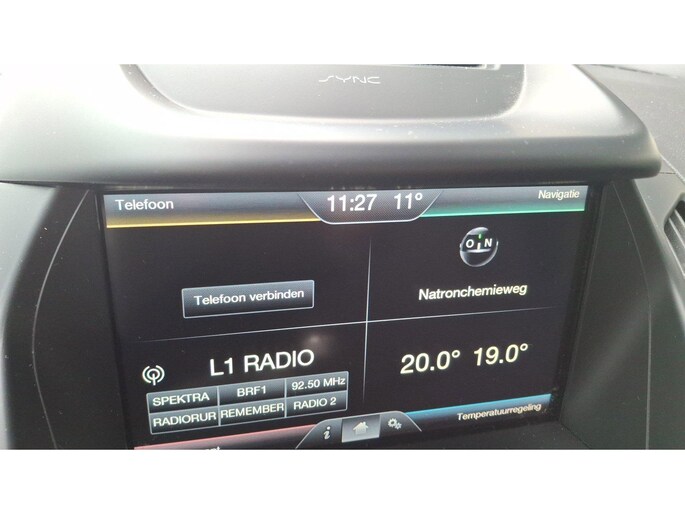 SYNC
Telefoon 11:27 11° Navigatie
O N
Telefoon verbinden
Natronchemieweg
L1 RADIO
20.0° 19.0°
SPEKTRA BRF1 92.50 MHz
RADIORUR REMEMBER RADIO 2
Temperatuurregeling
i